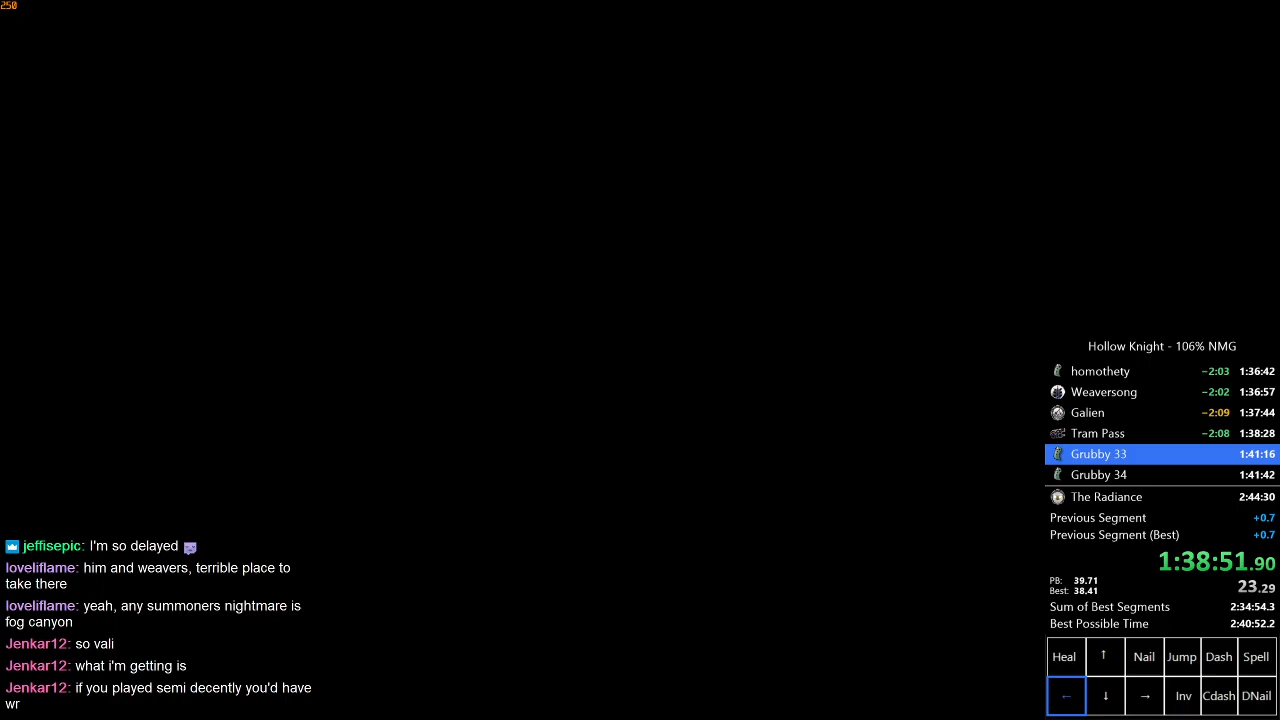 250
Hollow Knight - 106% NMG
homothety -2:03 1:36:42
Weaversong -2:02 1:36:57
Galien -2:09 1:37:44
Tram Pass -2:08 1:38:28
Grubby 33 1:41:16
Grubby 34 1:41:42
The Radiance 2:44:30
Previous Segment +0.7
Previous Segment (Best) +0.7
1:38:51.90
PB: 39.71
Best: 38.41
23.29
Sum of Best Segments 2:34:54.3
Best Possible Time 2:40:52.2
Heal ↑ Nail Jump Dash Spell
← ↓ → Inv Cdash DNail
jeffisepic: I'm so delayed
loveliflame: him and weavers, terrible place to
take there
loveliflame: yeah, any summoners nightmare is
fog canyon
Jenkar12: so vali
Jenkar12: what i'm getting is
Jenkar12: if you played semi decently you'd have
wr